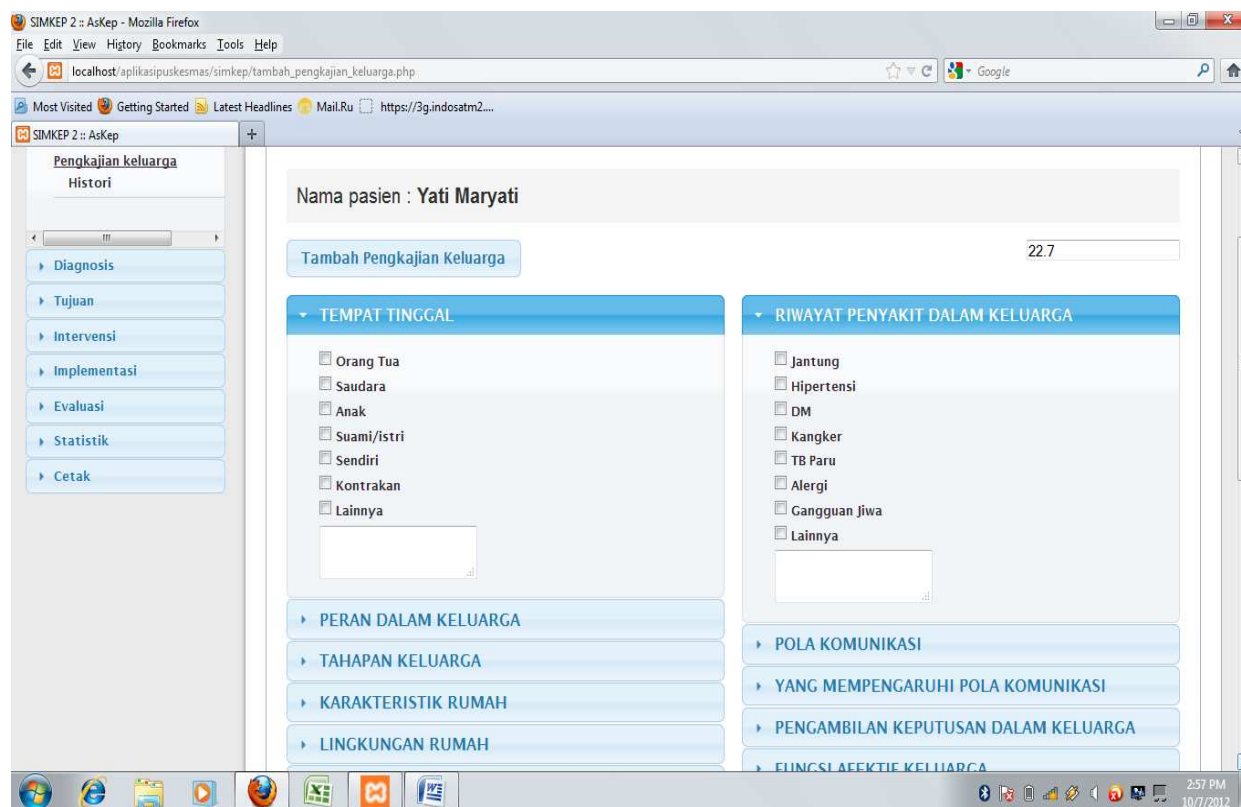 SIMKEP 2 :: AsKep - Mozilla Firefox
File Edit View History Bookmarks Tools Help
localhost/aplikasipuskesmas/simkep/tambah_pengkajian_keluarga.php
Google
Most Visited Getting Started Latest Headlines Mail.Ru https://3g.indosatm2....
SIMKEP 2 :: AsKep
Pengkajian keluarga
Histori
Diagnosis
Tujuan
Intervensi
Implementasi
Evaluasi
Statistik
Cetak
Nama pasien : Yati Maryati
Tambah Pengkajian Keluarga
22.7
TEMPAT TINGGAL
Orang Tua
Saudara
Anak
Suami/istri
Sendiri
Kontrakan
Lainnya
PERAN DALAM KELUARGA
TAHAPAN KELUARGA
KARAKTERISTIK RUMAH
LINGKUNGAN RUMAH
RIWAYAT PENYAKIT DALAM KELUARGA
Jantung
Hipertensi
DM
Kangker
TB Paru
Alergi
Gangguan Jiwa
Lainnya
POLA KOMUNIKASI
YANG MEMPENGARUHI POLA KOMUNIKASI
PENGAMBILAN KEPUTUSAN DALAM KELUARGA
FUNGSI AFEKTIF KELUARGA
2:57 PM
10/7/2012